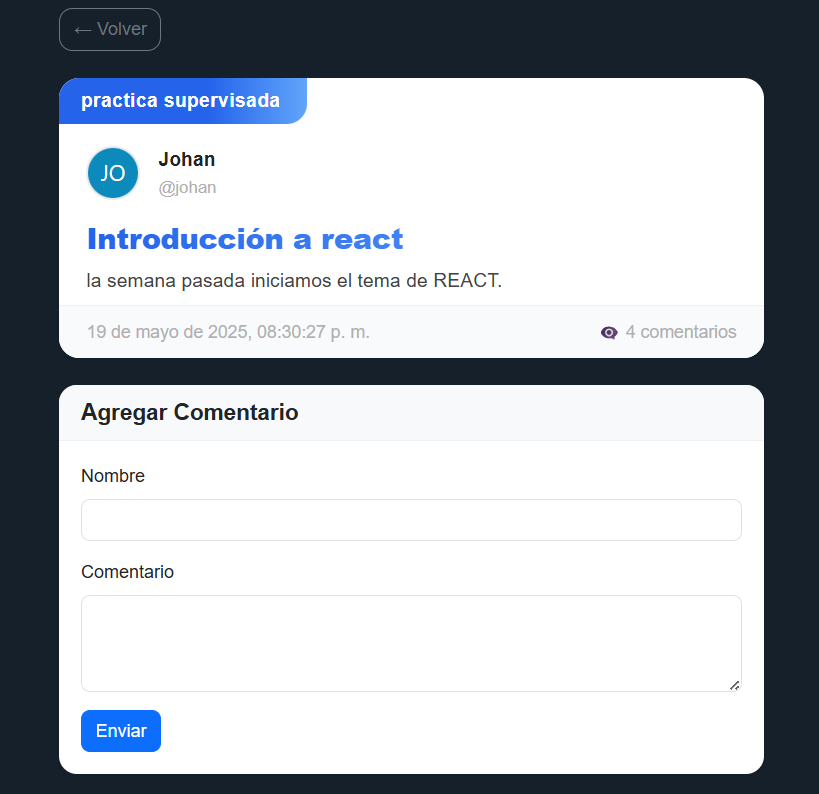 ← Volver
practica supervisada
JO
Johan
@johan
Introducción a react
la semana pasada iniciamos el tema de REACT.
19 de mayo de 2025, 08:30:27 p. m.
4 comentarios
Agregar Comentario
Nombre
Comentario
Enviar